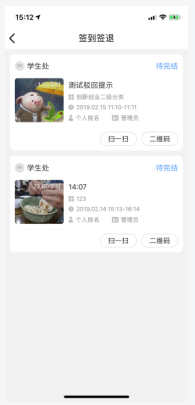 15:12
签到签退
学生处
待完结
测试驳回提示
创新创业二级分类
2019.02.15 11:10-11:11
个人报名 管理员
扫一扫 二维码
学生处
待完结
14:07
123
2019.02.14 15:13-16:14
个人报名 管理员
扫一扫 二维码